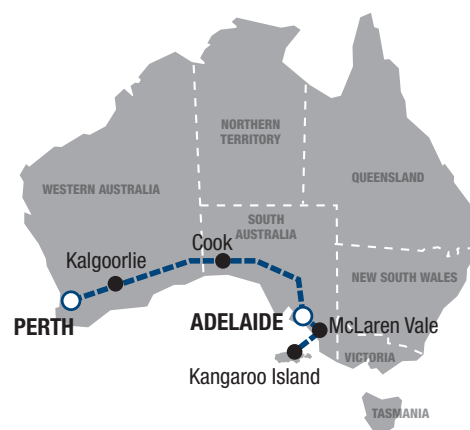 NORTHERN
TERRITORY
WESTERN AUSTRALIA
QUEENSLAND
SOUTH
AUSTRALIA
Cook
Kalgoorlie
NEW SOUTH WALES
PERTH
ADELAIDE
McLaren Vale
VICTORIA
Kangaroo Island
TASMANIA